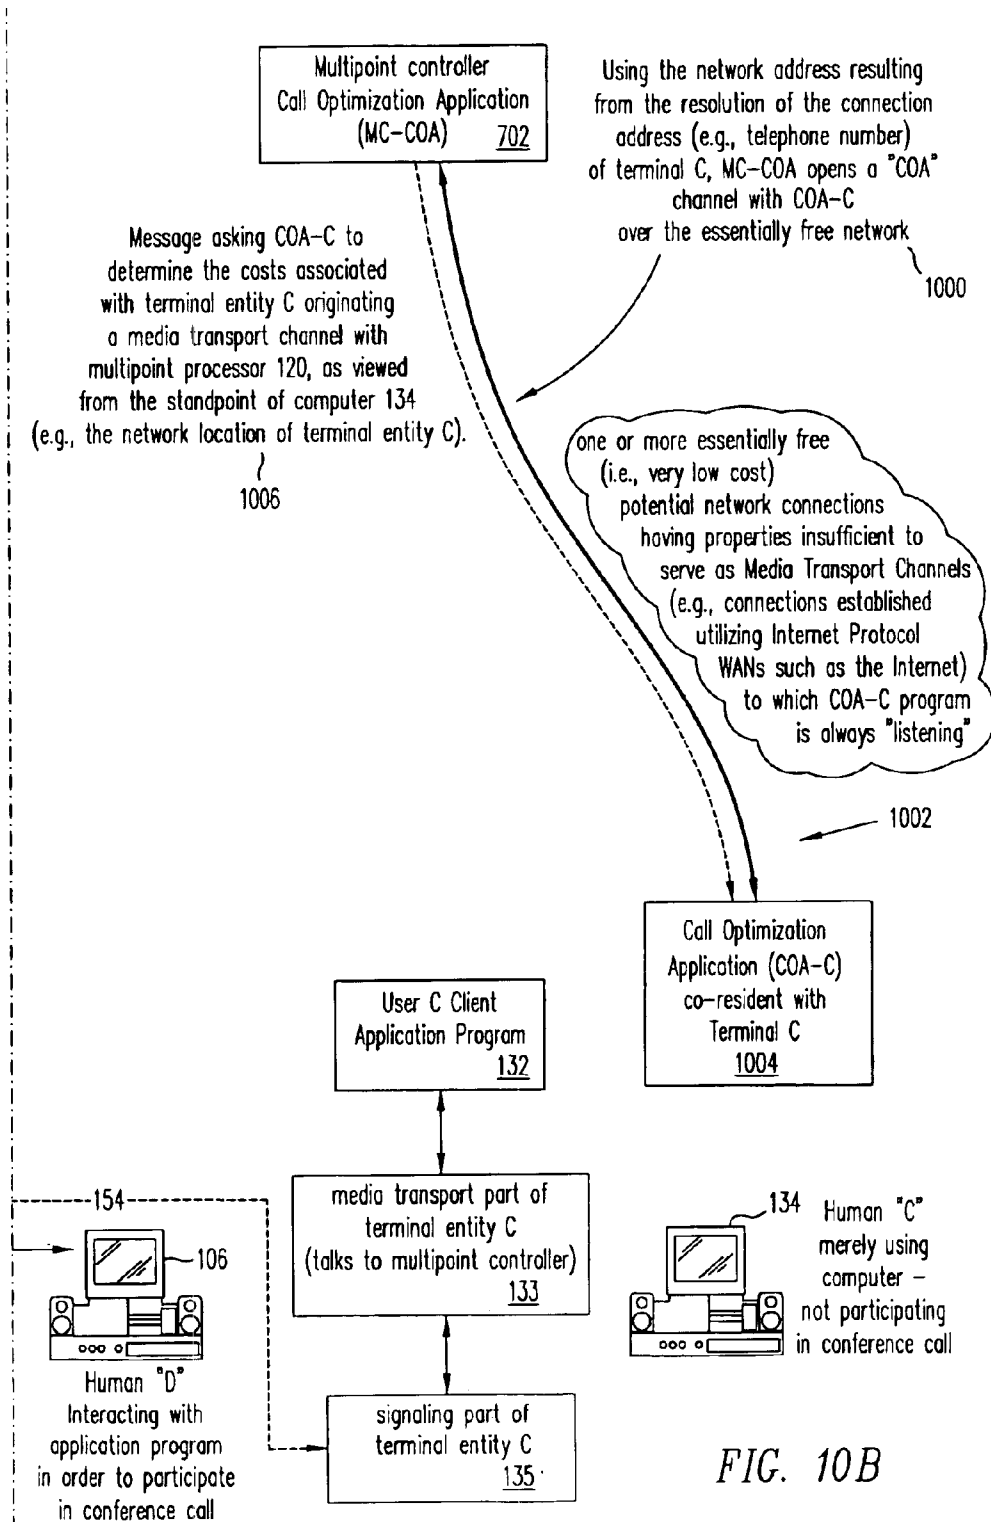 Multipoint controller
Call Optimization Application
(MC-COA) 702
Using the network address resulting
from the resolution of the connection
address (e.g., telephone number)
of terminal C, MC-COA opens a "COA"
channel with COA-C
over the essentially free network
1000
Message asking COA-C to
determine the costs associated
with terminal entity C originating
a media transport channel with
multipoint processor 120, as viewed
from the standpoint of computer 134
(e.g., the network location of terminal entity C).
1006
one or more essentially free
(i.e., very low cost)
potential network connections
having properties insufficient to
serve as Media Transport Channels
(e.g., connections established
utilizing Internet Protocol
WANs such as the Internet)
to which COA-C program
is always "listening"
1002
Call Optimization
Application (COA-C)
co-resident with
Terminal C
1004
User C Client
Application Program
132
media transport part of
terminal entity C
(talks to multipoint controller)
133
signaling part of
terminal entity C
135
154
106
Human "D"
Interacting with
application program
in order to participate
in conference call
134
Human "C"
merely using
computer –
not participating
in conference call
FIG. 10B